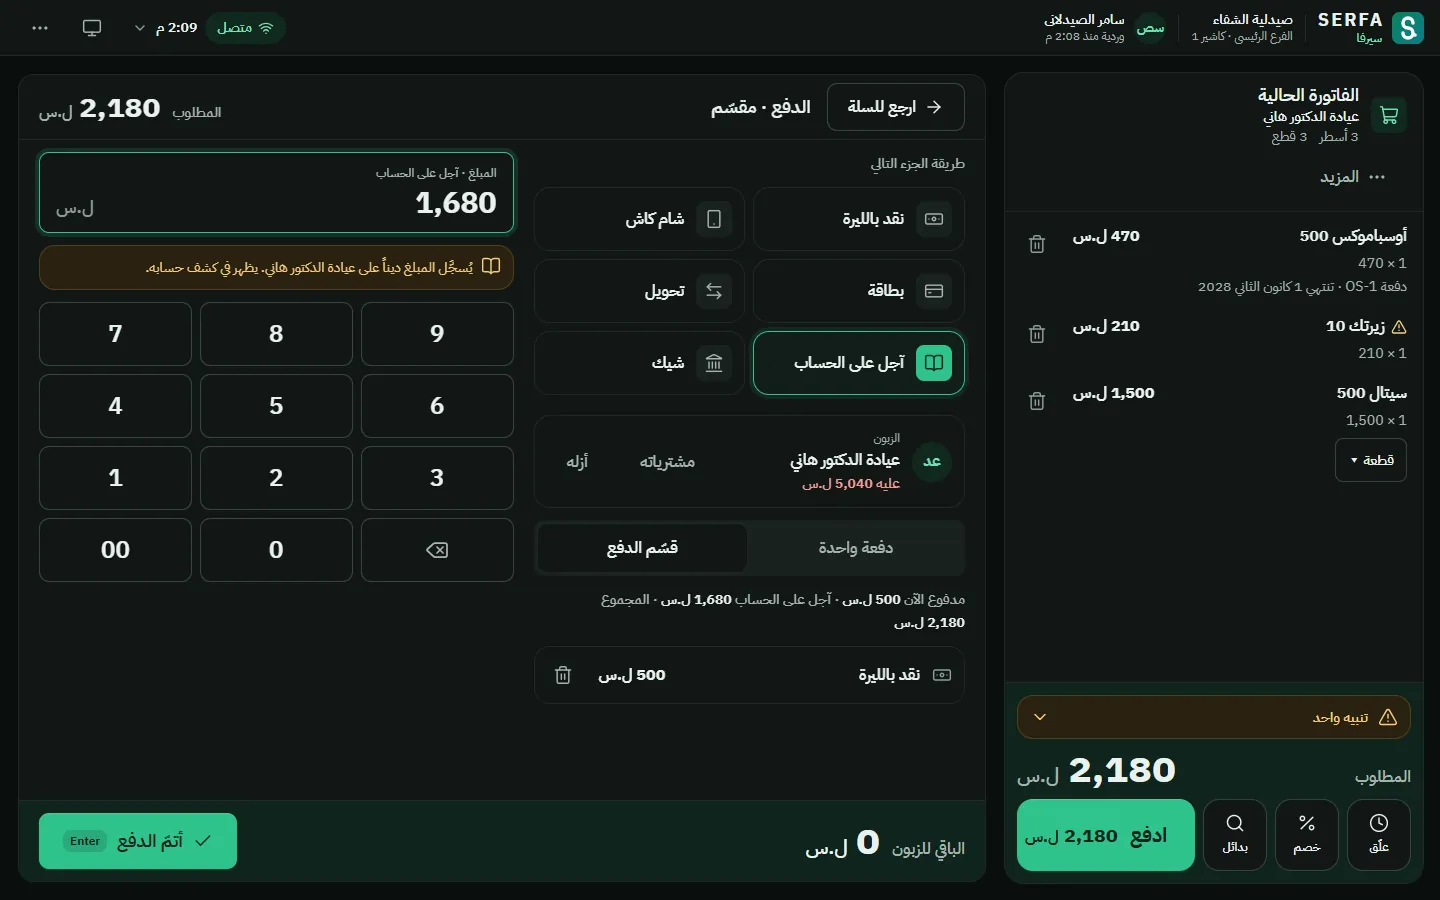 SERFA
سيرفا
صيدلية الشفاء
الفرع الرئيسي · كاشير 1
سص
سامر الصيدلاني
وردية منذ 2:08 م
متصل
2:09 م
الفاتورة الحالية
عيادة الدكتور هاني
3 أسطر 3 قطع
المزيد
أوسباموكس 500
470 ل.س
1 × 470
دفعة OS-1 · تنتهي 1 كانون الثاني 2028
زيرتك 10
210 ل.س
1 × 210
سيتال 500
1,500 ل.س
1 × 1,500
قطعة
تنبيه واحد
المطلوب
2,180 ل.س
علّق
خصم
بدائل
ادفع 2,180 ل.س
ارجع للسلة
الدفع · مقسّم
المطلوب 2,180 ل.س
طريقة الجزء التالي
نقد بالليرة
شام كاش
بطاقة
تحويل
آجل على الحساب
شيك
الزبون
عد
عيادة الدكتور هاني
عليه 5,040 ل.س
مشترياته
أزله
دفعة واحدة
قسّم الدفع
مدفوع الآن 500 ل.س · آجل على الحساب 1,680 ل.س · المجموع
2,180 ل.س
نقد بالليرة
500 ل.س
المبلغ · آجل على الحساب
1,680
ل.س
يُسجَّل المبلغ ديناً على عيادة الدكتور هاني. يظهر في كشف حسابه.
7 8 9
4 5 6
1 2 3
00 0
الباقي للزبون 0 ل.س
أتمّ الدفع Enter